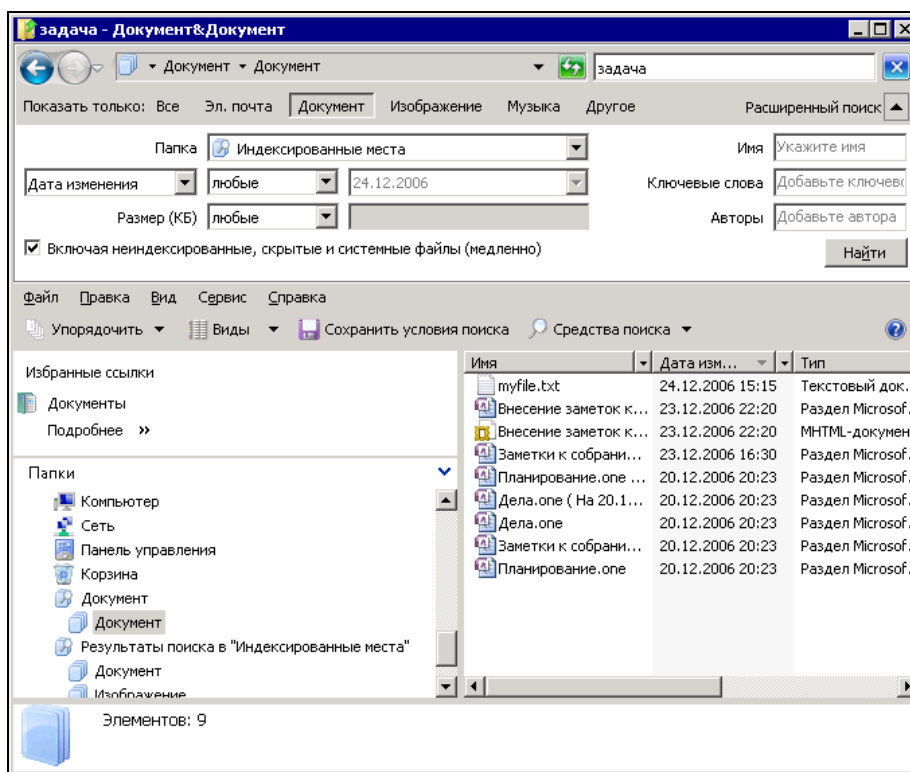 задача - Документ&Документ
Документ Документ задача
Показать только: Все Эл. почта Документ Изображение Музыка Другое Расширенный поиск
Папка Индексированные места Имя Укажите имя
Дата изменения любые 24.12.2006 Ключевые слова Добавьте ключево
Размер (КБ) любые Авторы Добавьте автора
Включая неиндексированные, скрытые и системные файлы (медленно) Найти
Файл Правка Вид Сервис Справка
Упорядочить Виды Сохранить условия поиска Средства поиска
Избранные ссылки
Документы
Подробнее »
Папки
Компьютер
Сеть
Панель управления
Корзина
Документ
Документ
Результаты поиска в "Индексированные места"
Документ
Изображение
Имя Дата изм... Тип
myfile.txt 24.12.2006 15:15 Текстовый док.
Внесение заметок к... 23.12.2006 22:20 Раздел Microsof.
Внесение заметок к... 23.12.2006 22:20 MHTML-докумен
Заметки к собрани... 23.12.2006 16:30 Раздел Microsof.
Планирование.one ... 20.12.2006 20:23 Раздел Microsof.
Дела.one ( На 20.1... 20.12.2006 20:23 Раздел Microsof.
Дела.one 20.12.2006 20:23 Раздел Microsof.
Заметки к собрани... 20.12.2006 20:23 Раздел Microsof.
Планирование.one 20.12.2006 20:23 Раздел Microsof.
Элементов: 9